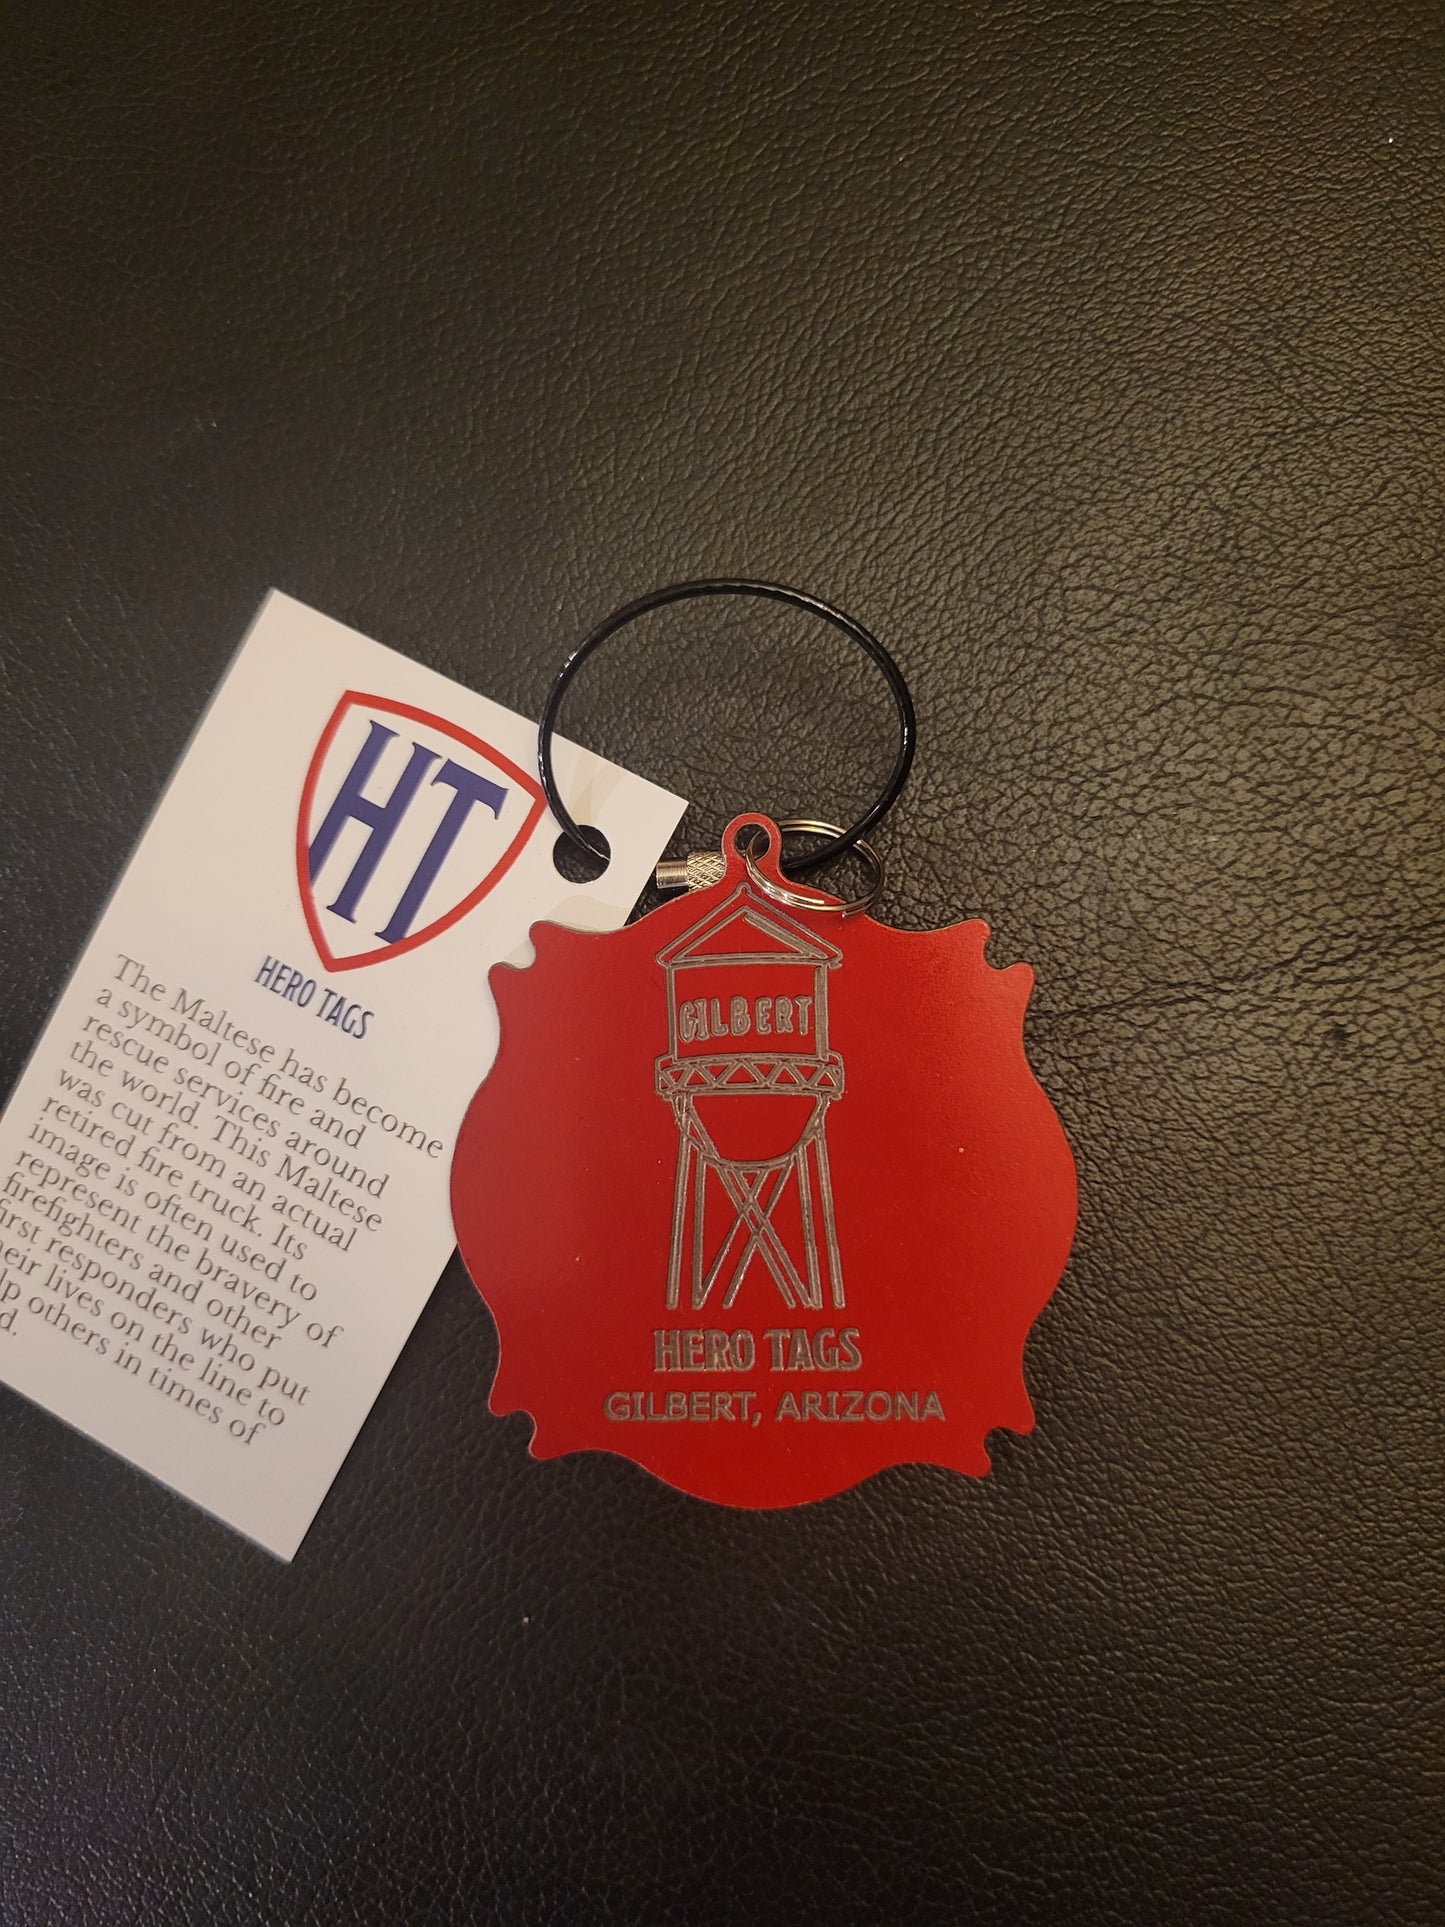 HT
HERO TAGS
The Maltese has become
a symbol of fire and
rescue services around
the world. This Maltese
was cut from an actual
retired fire truck. Its
image is often used to
represent the bravery of
firefighters and other
first responders who put
their lives on the line to
others in times of
GILBERT
HERO TAGS
GILBERT, ARIZONA